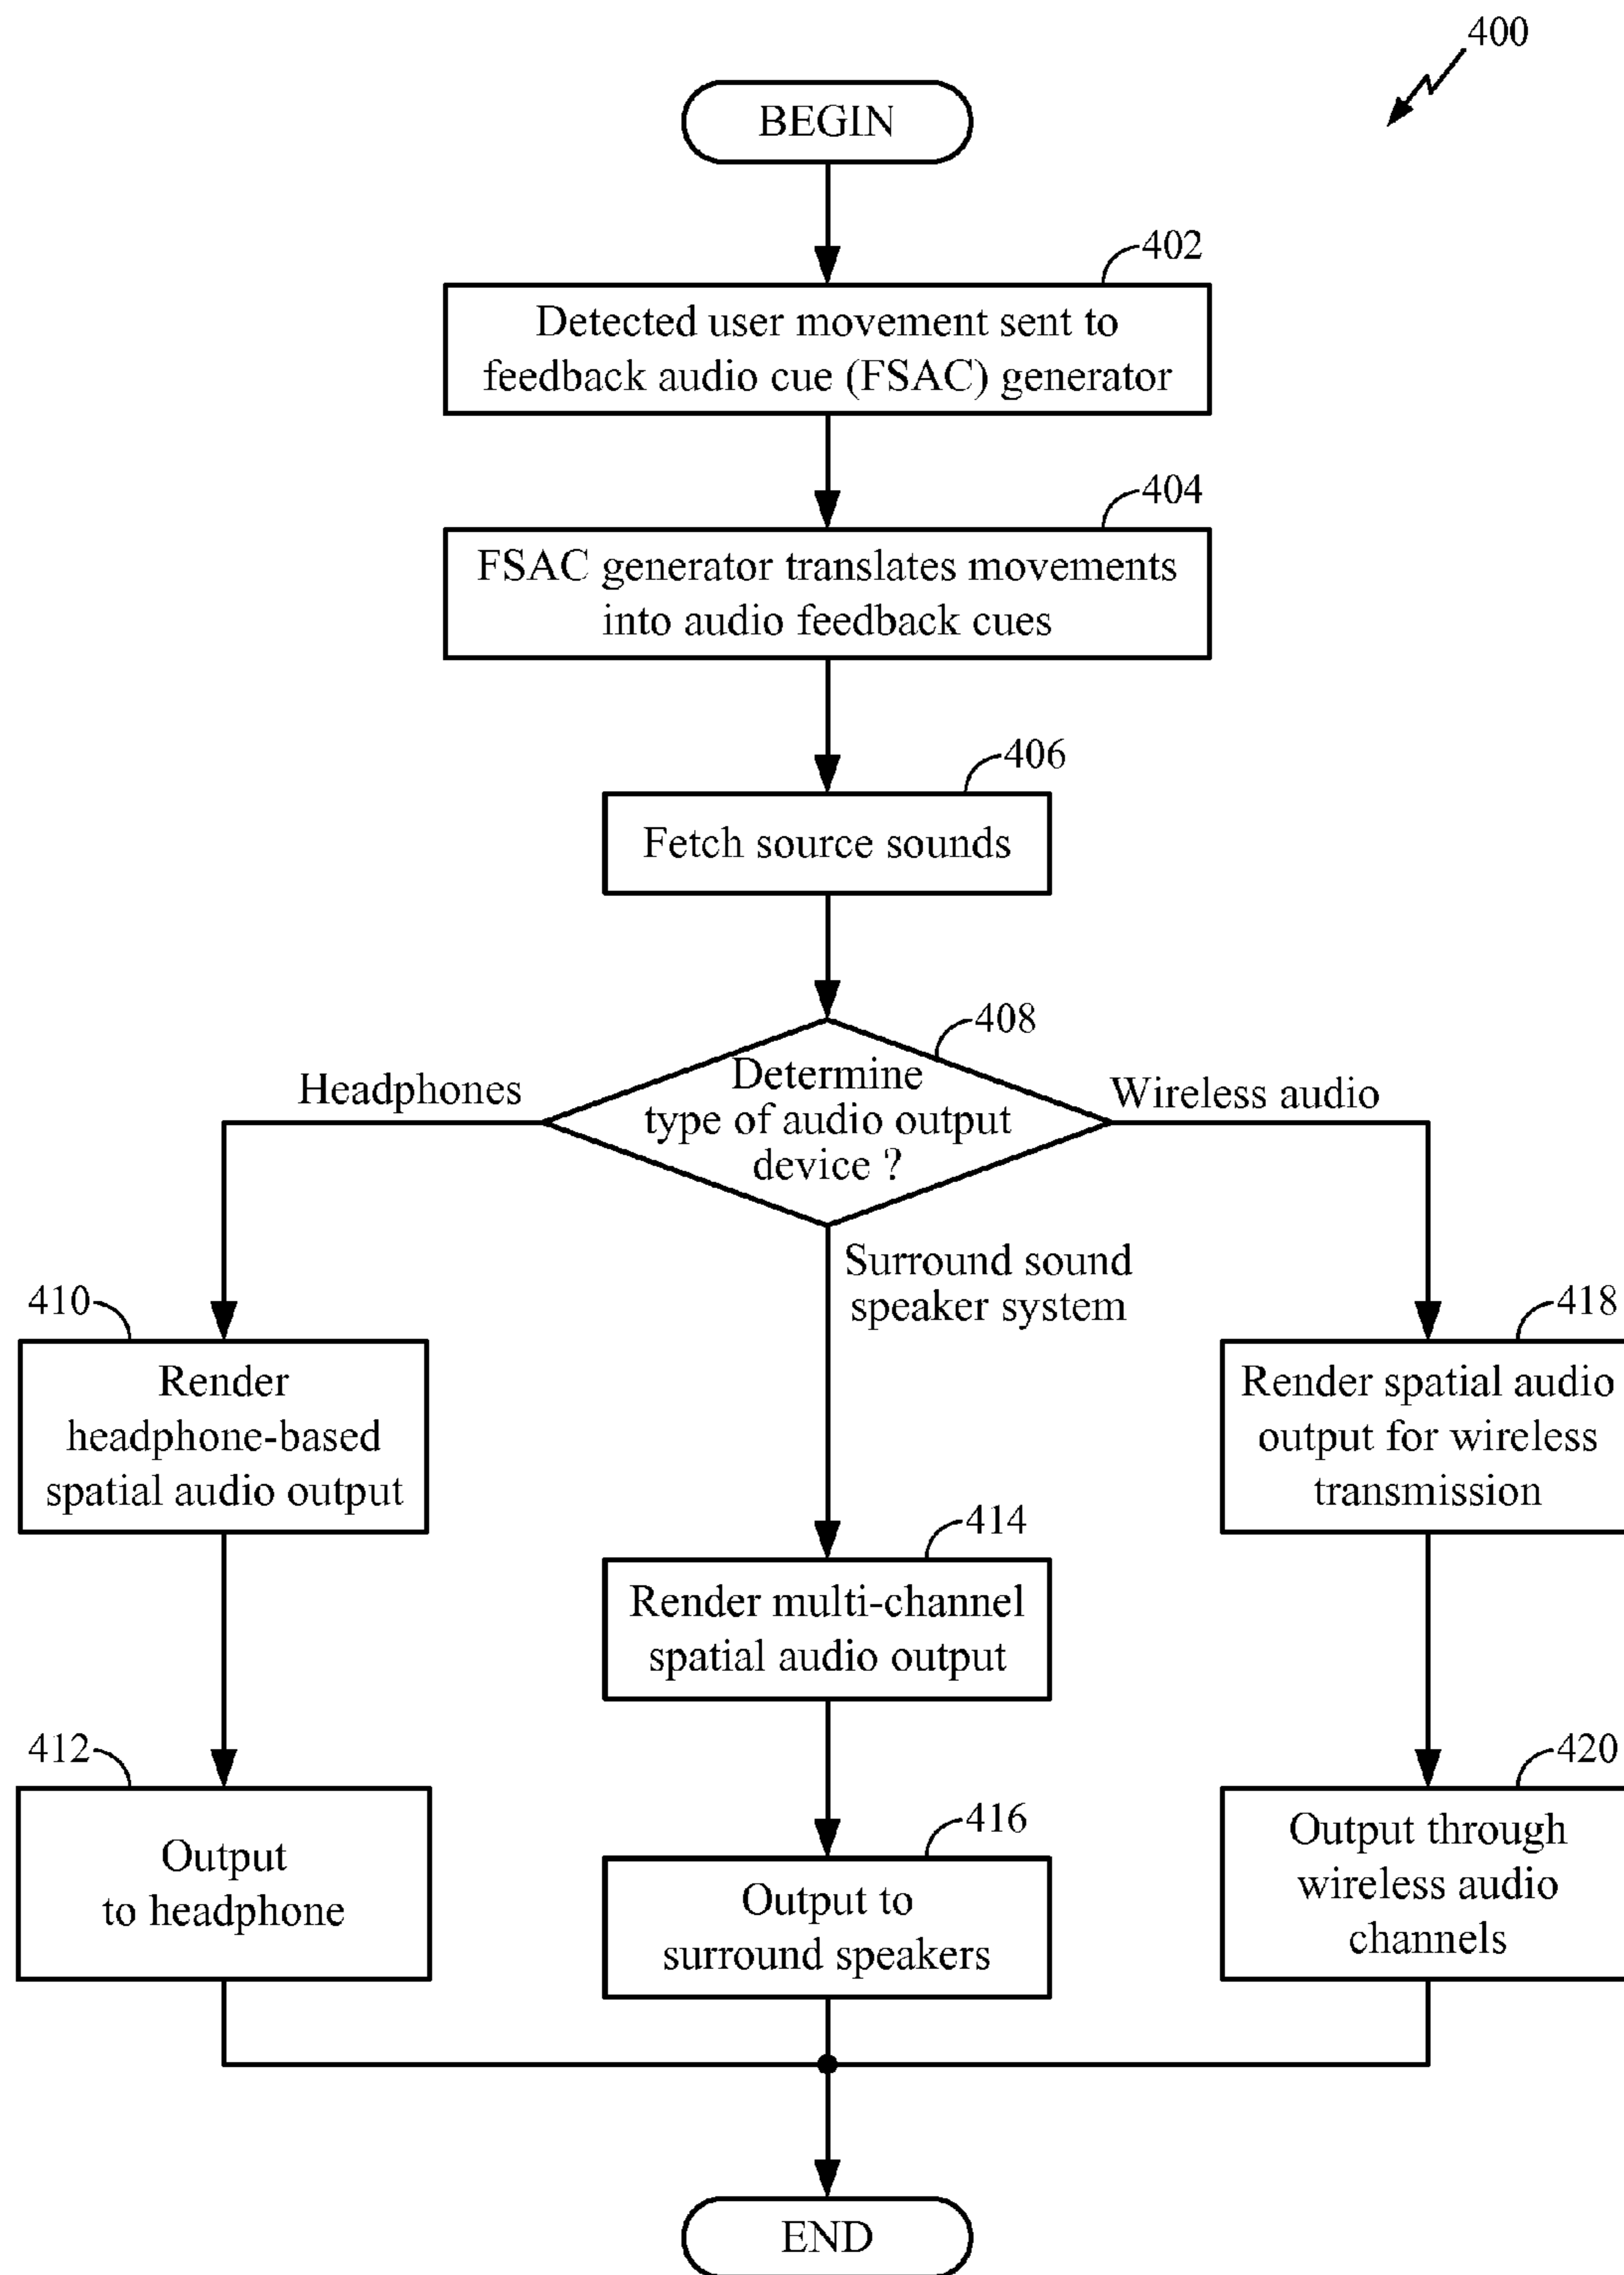 400
BEGIN
402
Detected user movement sent to
feedback audio cue (FSAC) generator
404
FSAC generator translates movements
into audio feedback cues
406
Fetch source sounds
408
Determine
type of audio output
device ?
Headphones
Wireless audio
Surround sound
speaker system
410
Render
headphone-based
spatial audio output
418
Render spatial audio
output for wireless
transmission
414
Render multi-channel
spatial audio output
412
Output
to headphone
416
Output to
surround speakers
420
Output through
wireless audio
channels
END